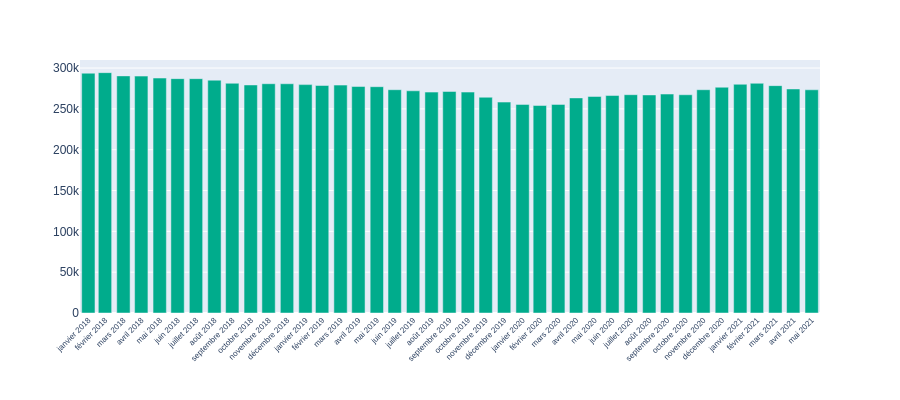 300k
250k
200k
150k
100k
50k
0
janvier 2018
février 2018
mars 2018
avril 2018
mai 2018
juin 2018
juillet 2018
août 2018
septembre 2018
octobre 2018
novembre 2018
décembre 2018
janvier 2019
février 2019
mars 2019
avril 2019
mai 2019
juin 2019
juillet 2019
août 2019
septembre 2019
octobre 2019
novembre 2019
décembre 2019
janvier 2020
février 2020
mars 2020
avril 2020
mai 2020
juin 2020
juillet 2020
août 2020
septembre 2020
octobre 2020
novembre 2020
décembre 2020
janvier 2021
février 2021
mars 2021
avril 2021
mai 2021